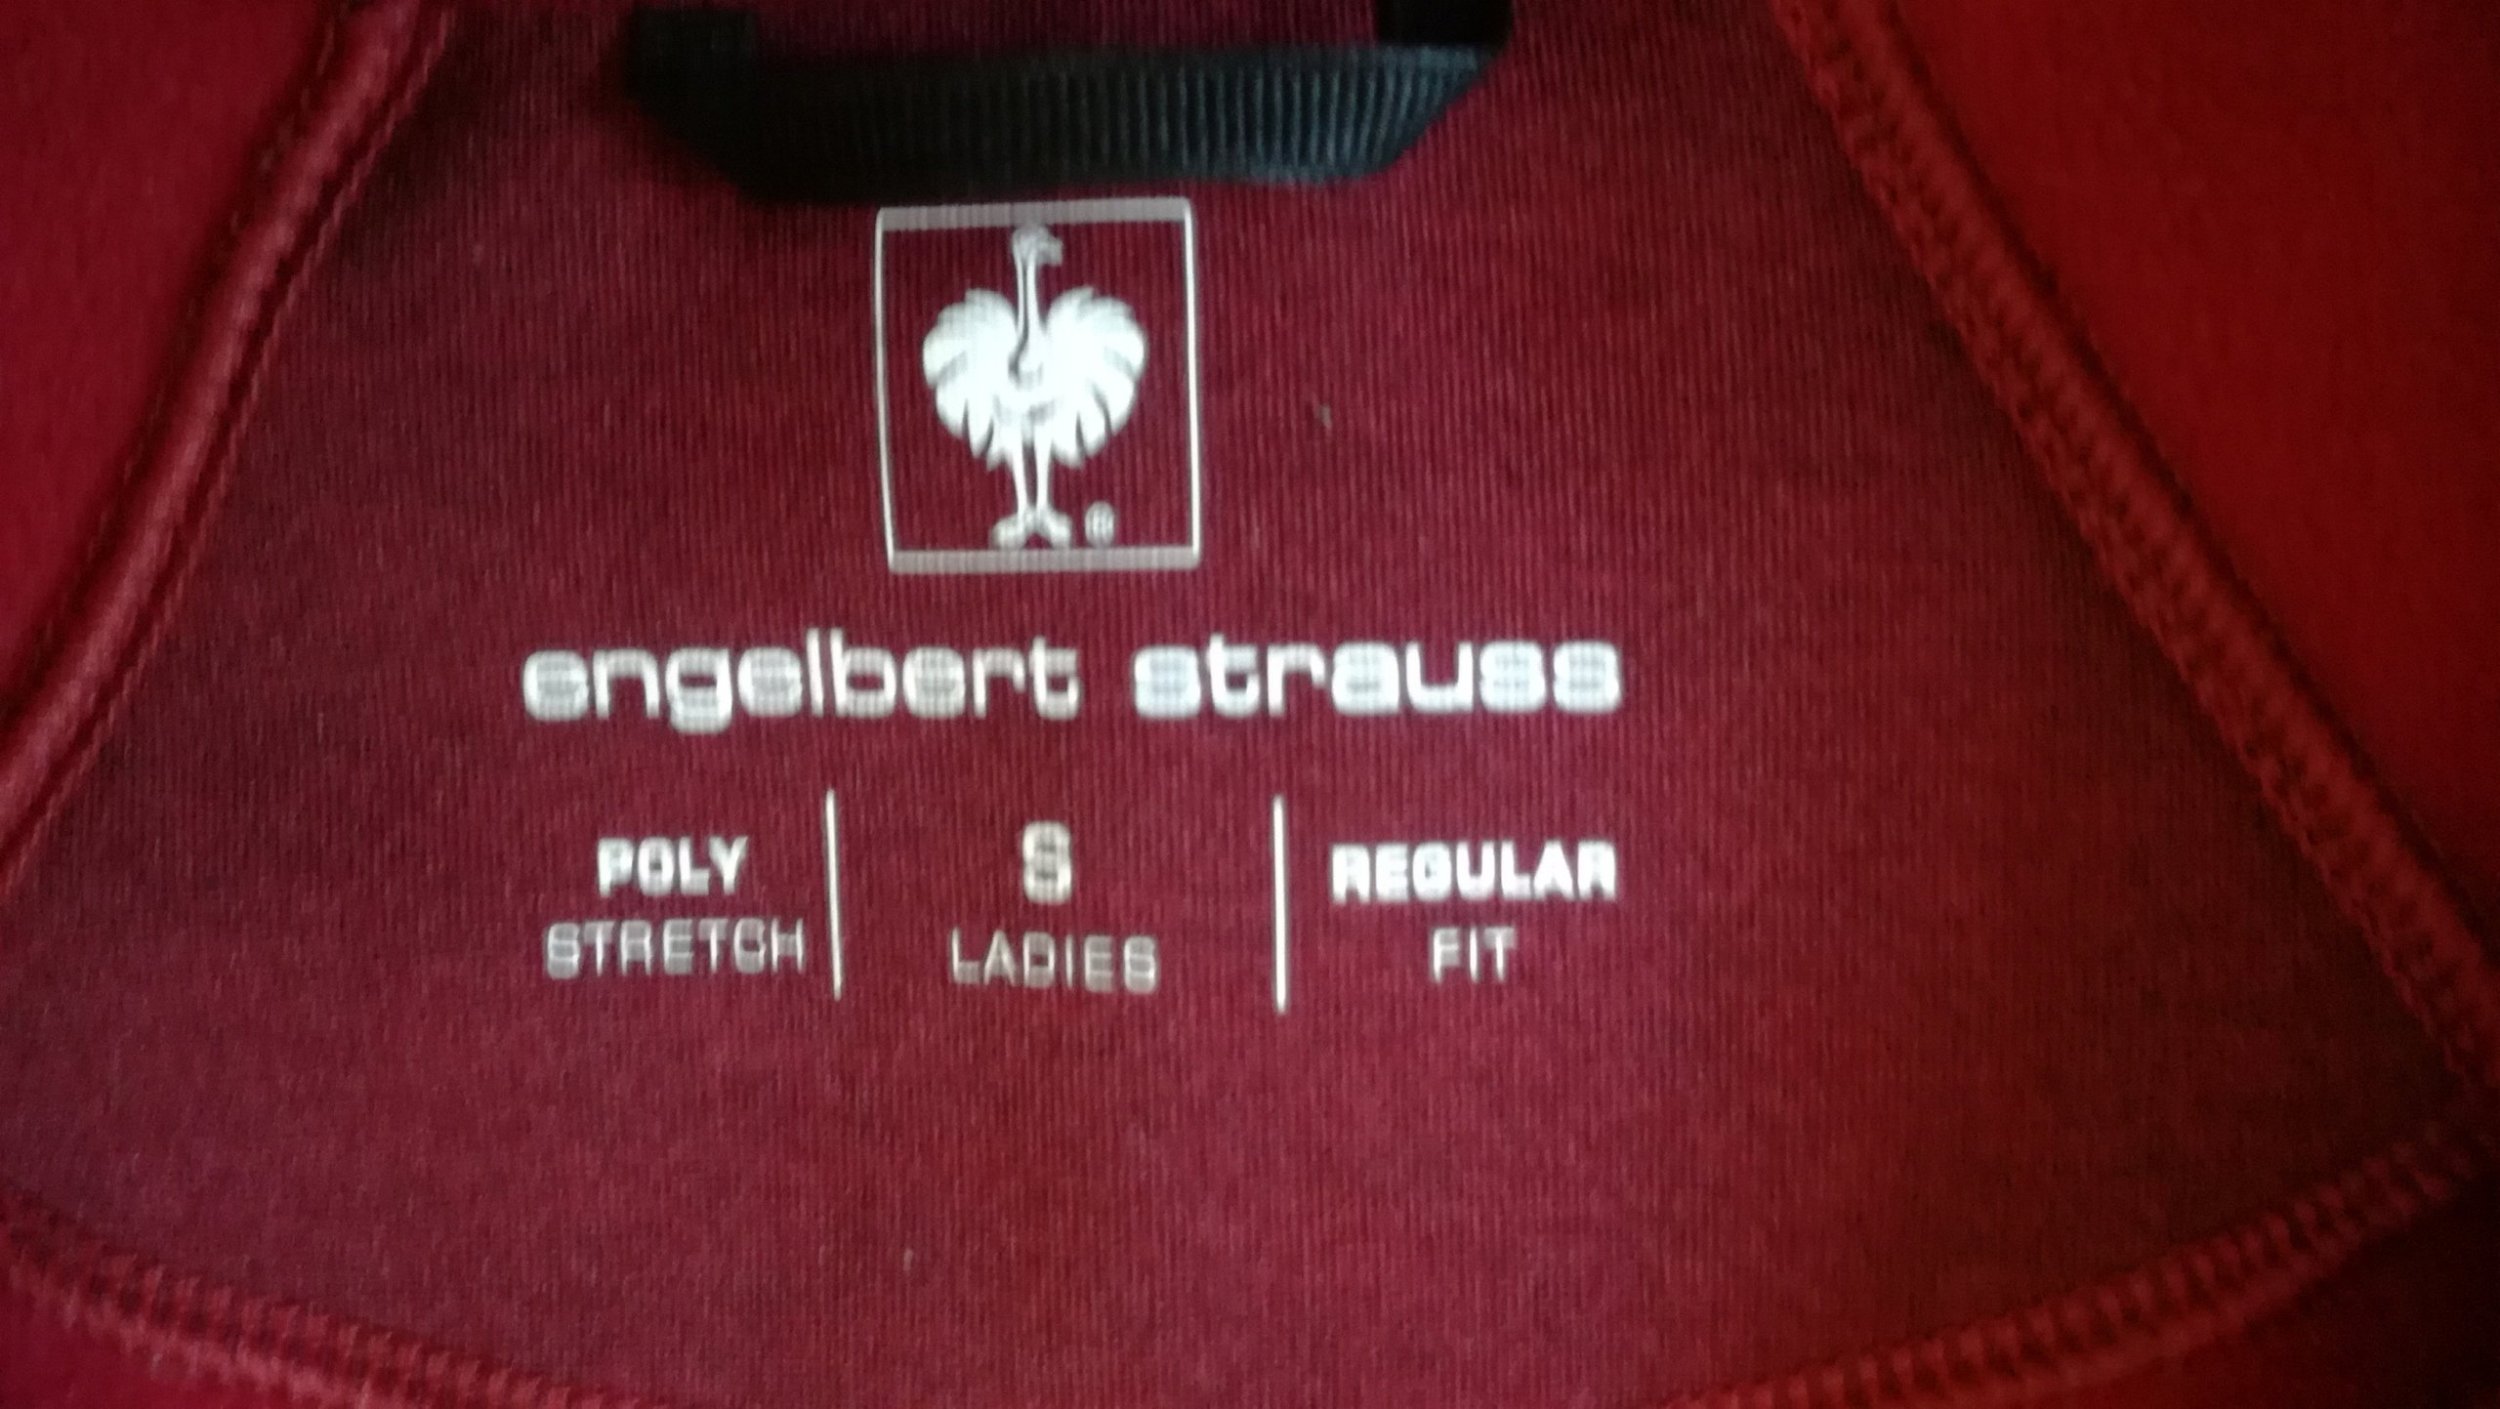 ®
engelbert strauss
POLY
STRETCH
S
LADIES
REGULAR
FIT